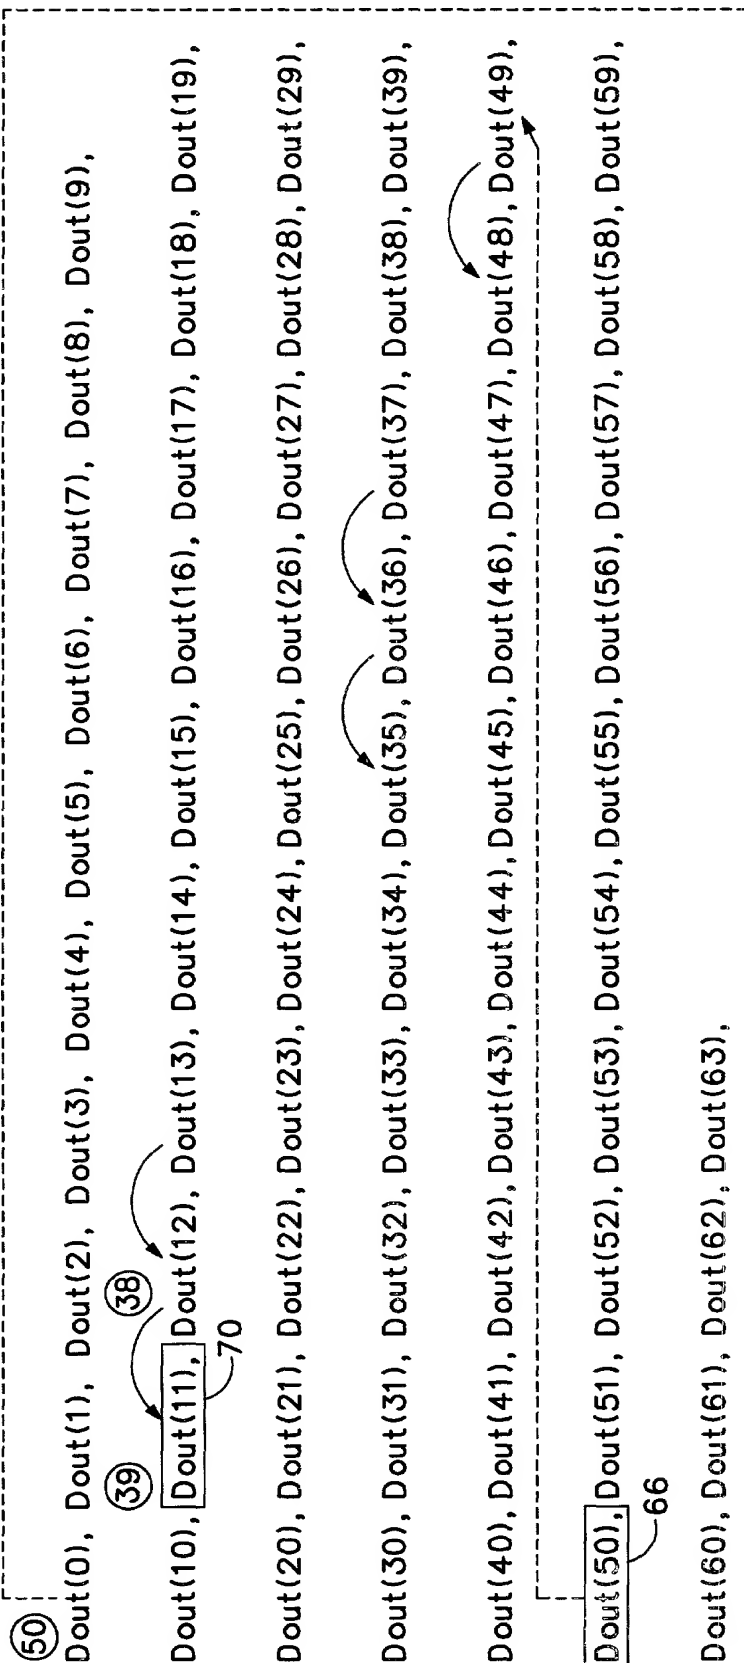 50
Dout(0), Dout(1), Dout(2), Dout(3), Dout(4), Dout(5), Dout(6), Dout(7), Dout(8), Dout(9),
39 38
Dout(10), Dout(11), Dout(12), Dout(13), Dout(14), Dout(15), Dout(16), Dout(17), Dout(18), Dout(19),
70
Dout(20), Dout(21), Dout(22), Dout(23), Dout(24), Dout(25), Dout(26), Dout(27), Dout(28), Dout(29),
Dout(30), Dout(31), Dout(32), Dout(33), Dout(34), Dout(35), Dout(36), Dout(37), Dout(38), Dout(39),
Dout(40), Dout(41), Dout(42), Dout(43), Dout(44), Dout(45), Dout(46), Dout(47), Dout(48), Dout(49),
Dout(50), Dout(51), Dout(52), Dout(53), Dout(54), Dout(55), Dout(56), Dout(57), Dout(58), Dout(59),
66
Dout(60), Dout(61), Dout(62), Dout(63),